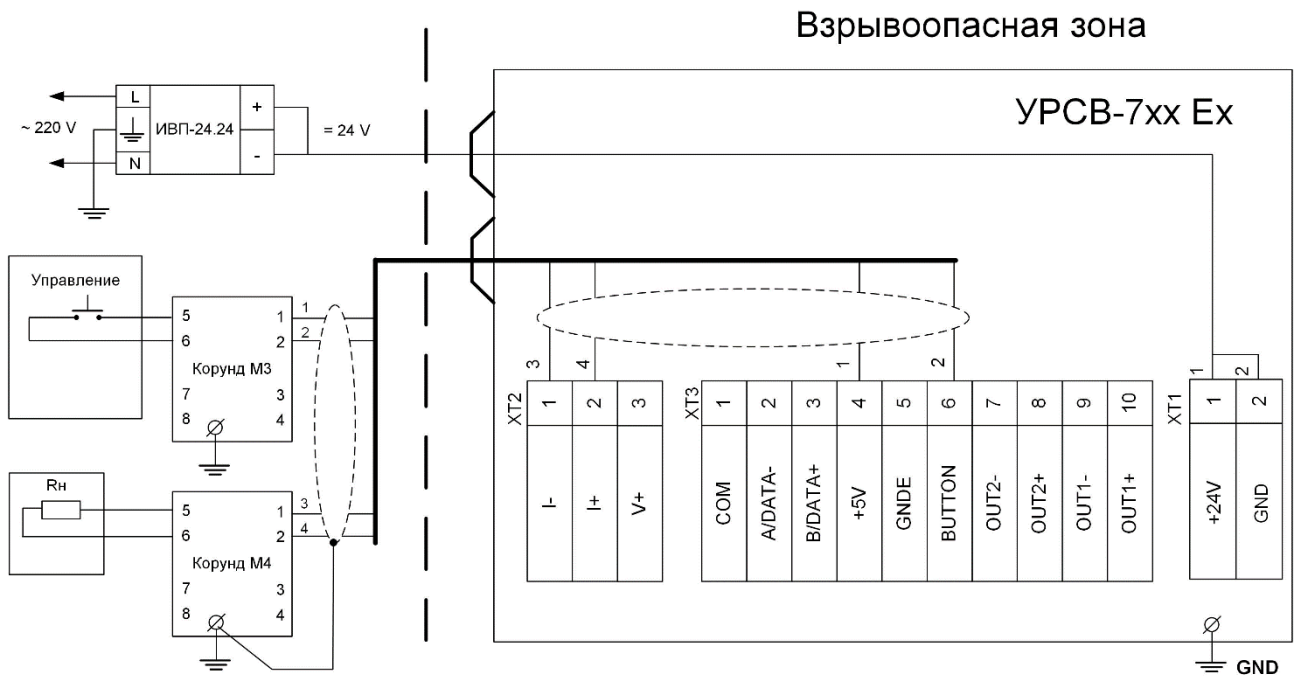 Взрывоопасная зона
УРСВ-7xx Ex
L
N
~ 220 V
ИВП-24.24
+
-
= 24 V
Управление
5
6
7
8
1
2
3
4
Корунд М3
1
2
Rн
5
6
7
8
1
2
3
4
Корунд М4
3
4
3
4
XT2
1
2
3
I-
I+
V+
1
2
XT3
1
2
3
4
5
6
7
8
9
10
COM
A/DATA-
B/DATA+
+5V
GNDE
BUTTON
OUT2-
OUT2+
OUT1-
OUT1+
1
2
XT1
1
2
+24V
GND
GND